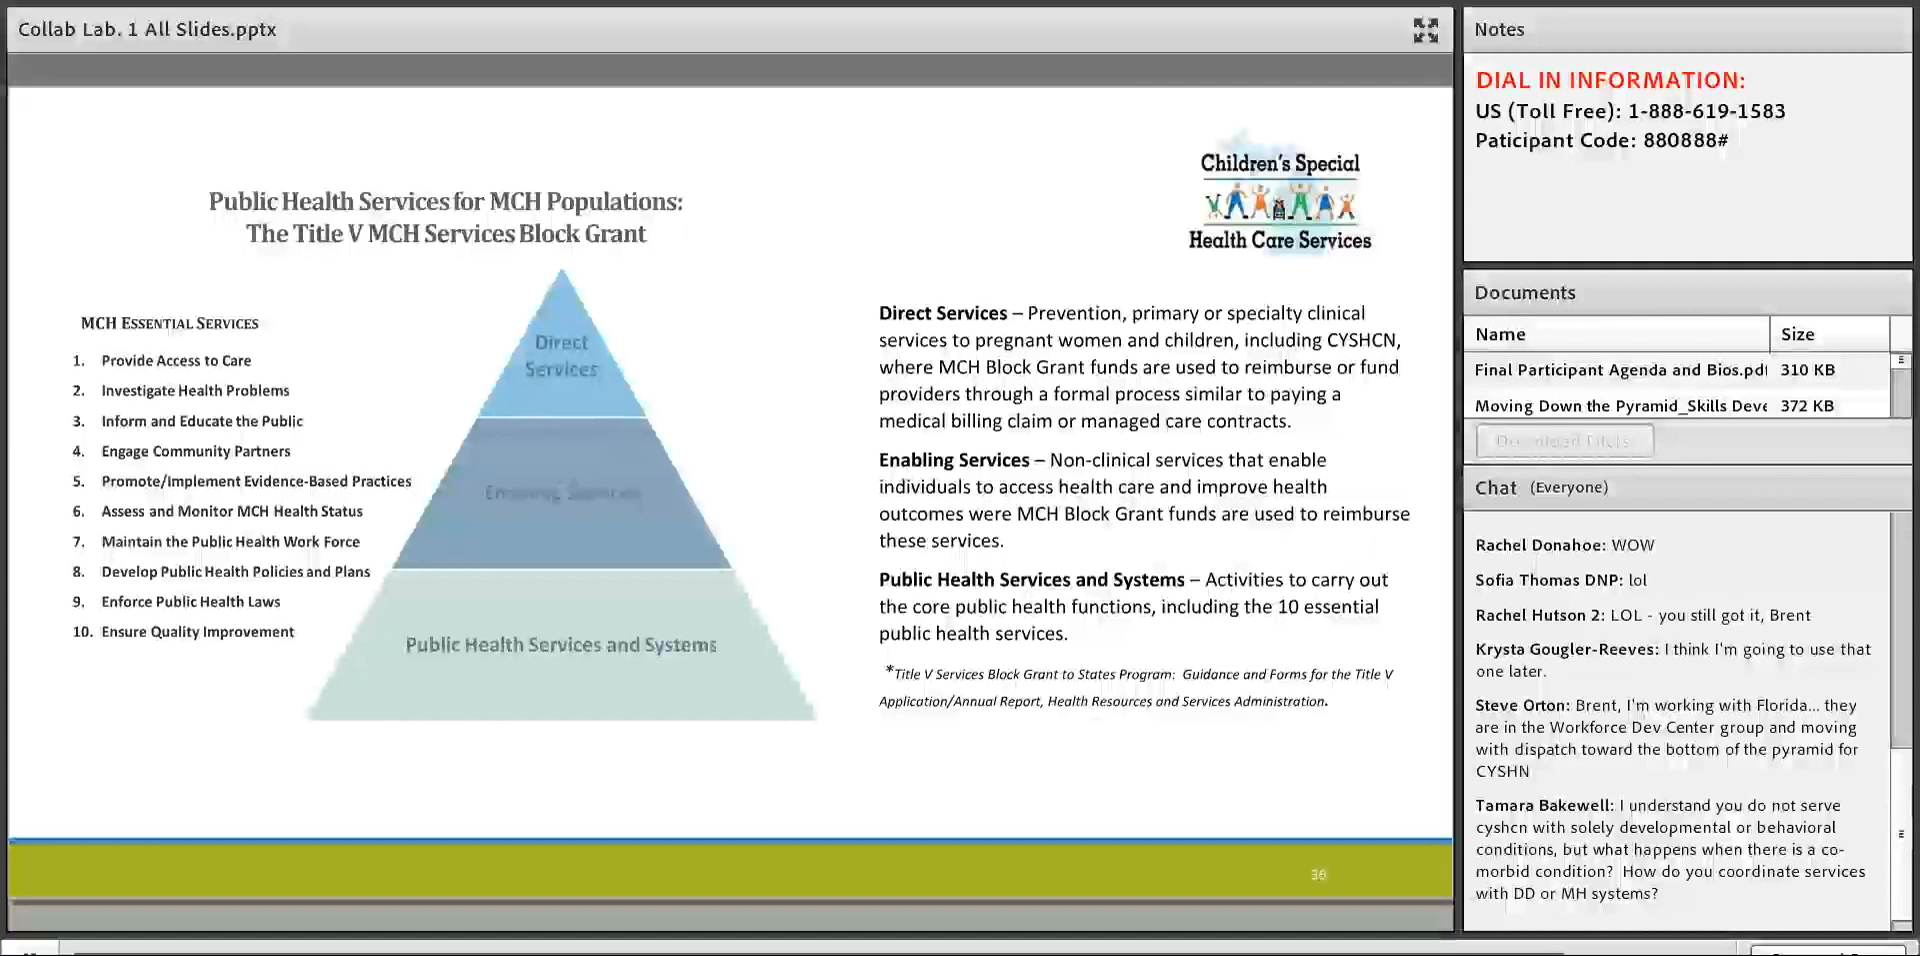 Collab Lab. 1 All Slides.pptx
Public Health Services for MCH Populations:
The Title V MCH Services Block Grant
Children's Special
Health Care Services
MCH ESSENTIAL SERVICES
1. Provide Access to Care
2. Investigate Health Problems
3. Inform and Educate the Public
4. Engage Community Partners
5. Promote/Implement Evidence-Based Practices
6. Assess and Monitor MCH Health Status
7. Maintain the Public Health Work Force
8. Develop Public Health Policies and Plans
9. Enforce Public Health Laws
10. Ensure Quality Improvement
Direct
Services
Enabling Services
Public Health Services and Systems
Direct Services – Prevention, primary or specialty clinical
services to pregnant women and children, including CYSHCN,
where MCH Block Grant funds are used to reimburse or fund
providers through a formal process similar to paying a
medical billing claim or managed care contracts.
Enabling Services – Non-clinical services that enable
individuals to access health care and improve health
outcomes were MCH Block Grant funds are used to reimburse
these services.
Public Health Services and Systems – Activities to carry out
the core public health functions, including the 10 essential
public health services.
*Title V Services Block Grant to States Program: Guidance and Forms for the Title V
Application/Annual Report, Health Resources and Services Administration.
36
Notes
DIAL IN INFORMATION:
US (Toll Free): 1-888-619-1583
Paticipant Code: 880888#
Documents
Name Size
Final Participant Agenda and Bios.pdf 310 KB
Moving Down the Pyramid_Skills Deve 372 KB
Download File(s)
Chat (Everyone)
Rachel Donahoe: WOW
Sofia Thomas DNP: lol
Rachel Hutson 2: LOL - you still got it, Brent
Krysta Gougler-Reeves: I think I'm going to use that
one later.
Steve Orton: Brent, I'm working with Florida... they
are in the Workforce Dev Center group and moving
with dispatch toward the bottom of the pyramid for
CYSHN
Tamara Bakewell: I understand you do not serve
cyshcn with solely developmental or behavioral
conditions, but what happens when there is a co-
morbid condition? How do you coordinate services
with DD or MH systems?